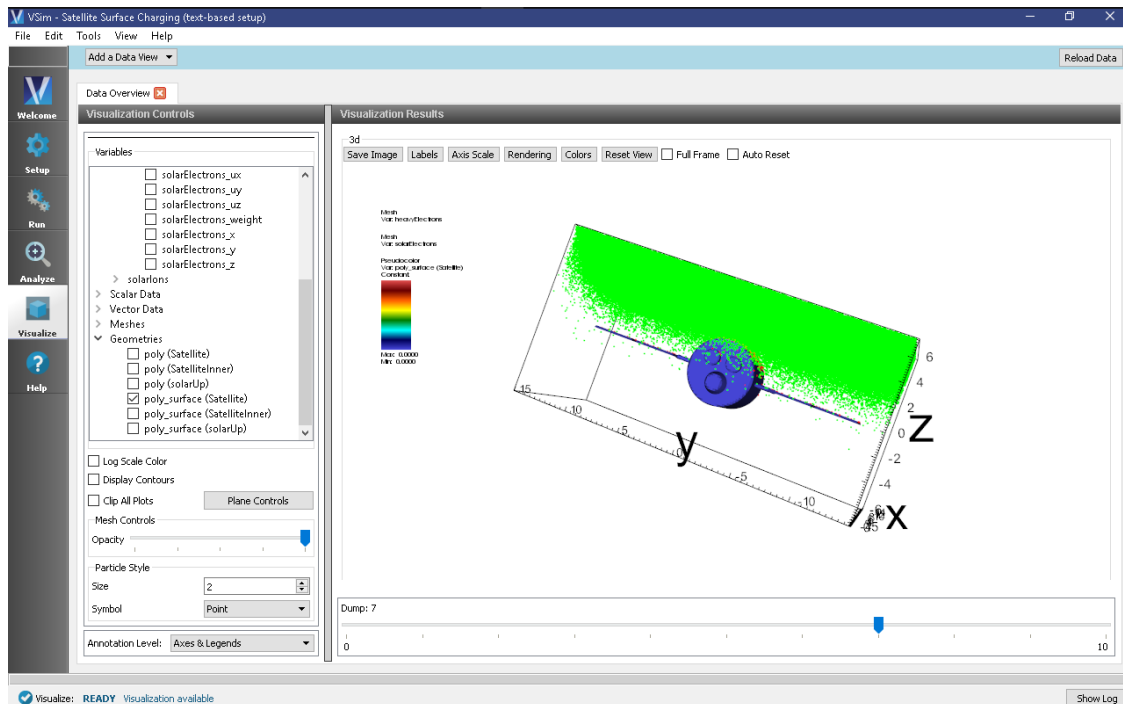 VSim - Satellite Surface Charging (text-based setup)
File Edit Tools View Help
Add a Data View
Reload Data
Welcome
Setup
Run
Analyze
Visualize
Help
Data Overview
Visualization Controls
Variables
solarElectrons_ux
solarElectrons_uy
solarElectrons_uz
solarElectrons_weight
solarElectrons_x
solarElectrons_y
solarElectrons_z
solarIons
Scalar Data
Vector Data
Meshes
Geometries
poly (Satellite)
poly (SatelliteInner)
poly (solarUp)
poly_surface (Satellite)
poly_surface (SatelliteInner)
poly_surface (solarUp)
Log Scale Color
Display Contours
Clip All Plots Plane Controls
Mesh Controls
Opacity
Particle Style
Size 2
Symbol Point
Annotation Level: Axes & Legends
Visualization Results
3d
Save Image Labels Axis Scale Rendering Colors Reset View Full Frame Auto Reset
Mesh
Var: heavyElectrons
Mesh
Var: solarElectrons
Pseudocolor
Var: poly_surface (Satellite)
Constant
Max: 0.0000
Min: 0.0000
15
10
5
0
-5
-10
y
6
4
2
0
-2
-4
z
x
Dump: 7
0 10
Visualize: READY Visualization available
Show Log